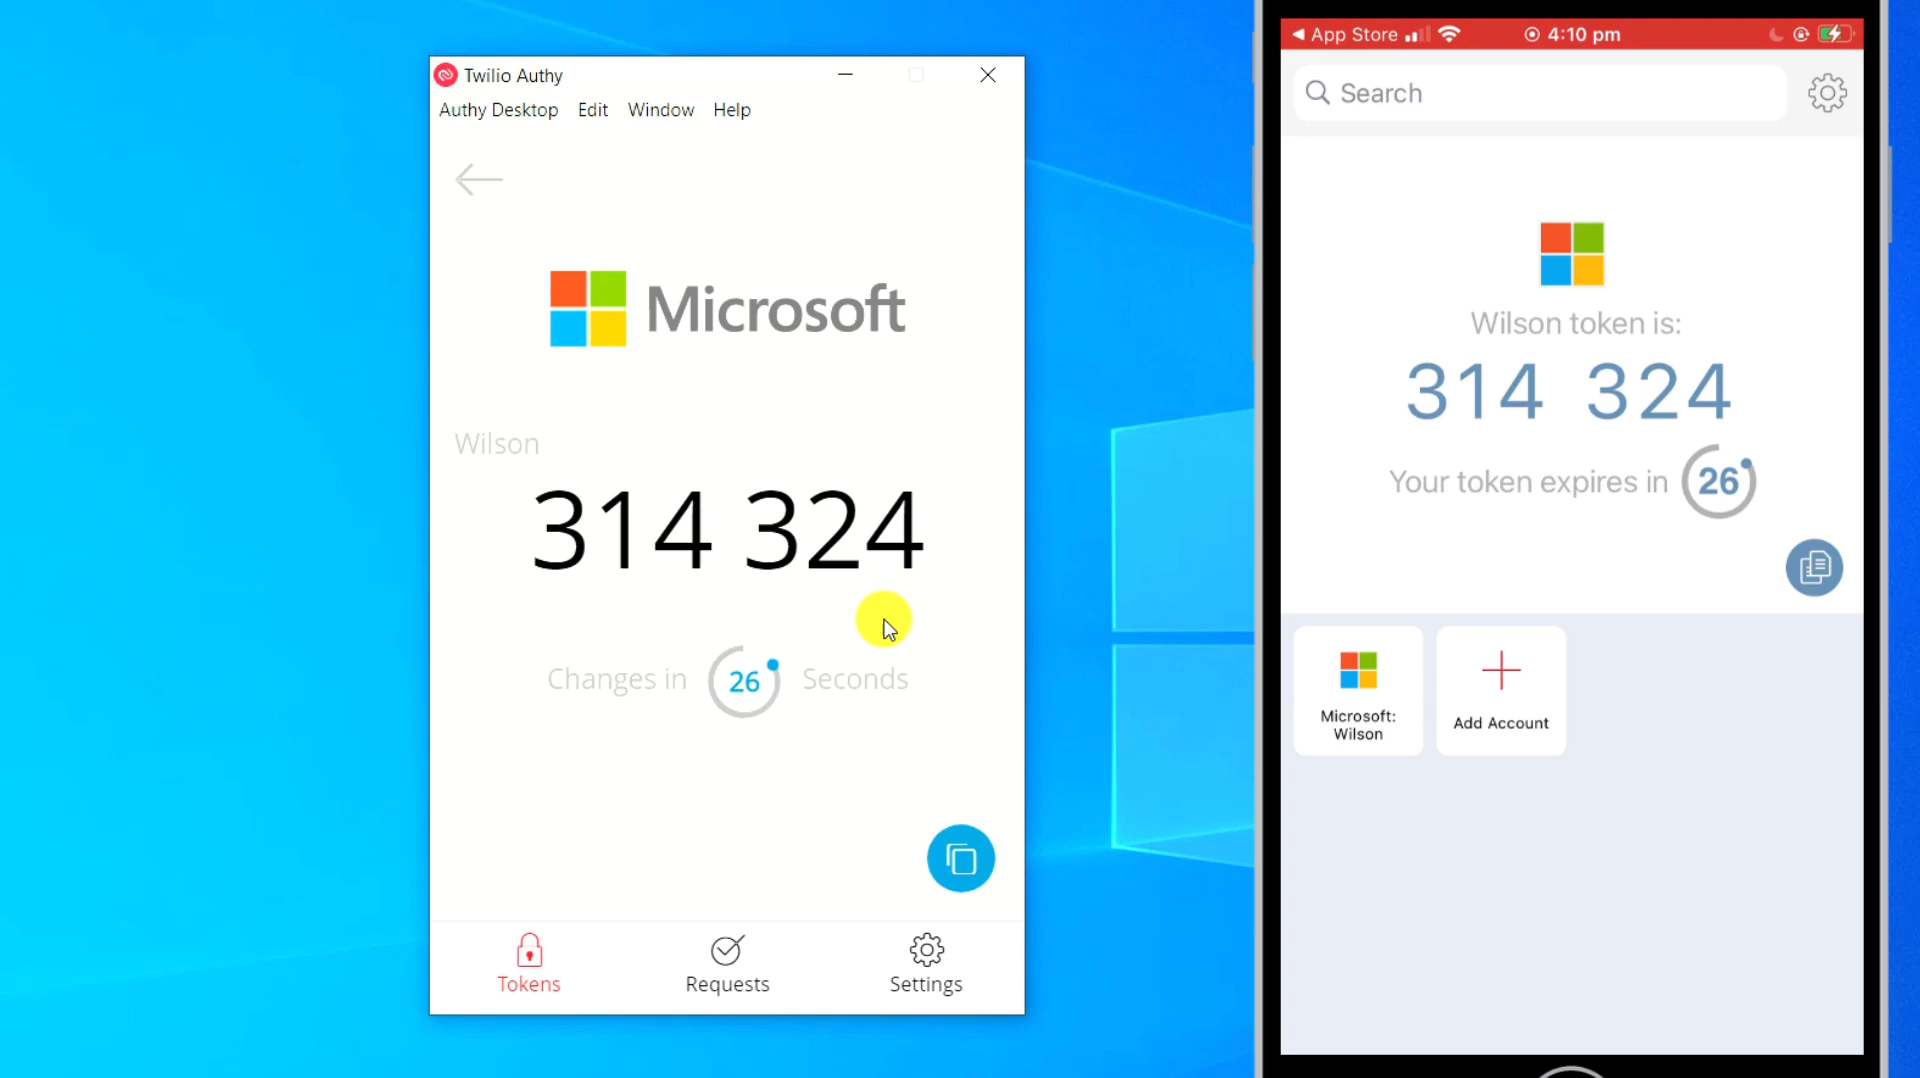 Twilio Authy
Authy Desktop Edit Window Help
Microsoft
Wilson
314 324
Changes in 26 Seconds
Tokens Requests Settings
App Store 4:10 pm
Search
Wilson token is:
314 324
Your token expires in 26
Microsoft:
Wilson
Add Account